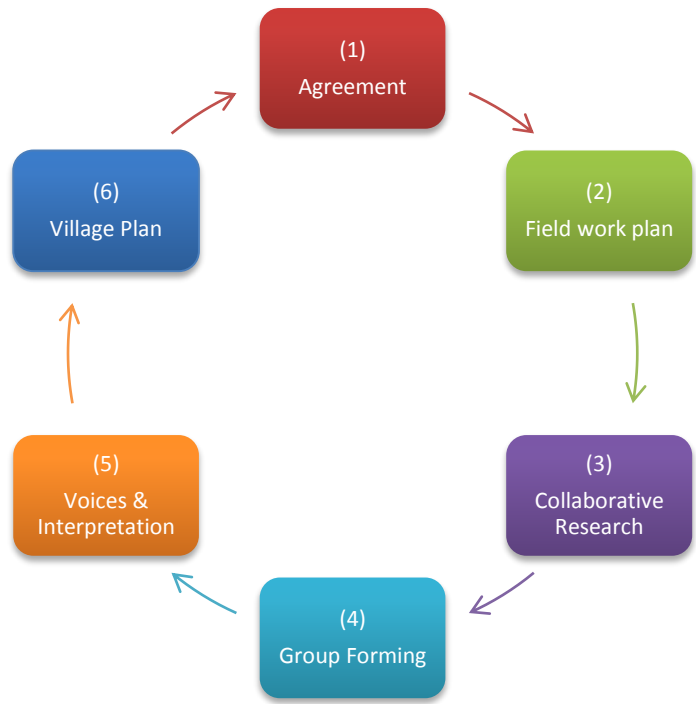 (1)
Agreement
(2)
Field work plan
(3)
Collaborative
Research
(4)
Group Forming
(5)
Voices &
Interpretation
(6)
Village Plan